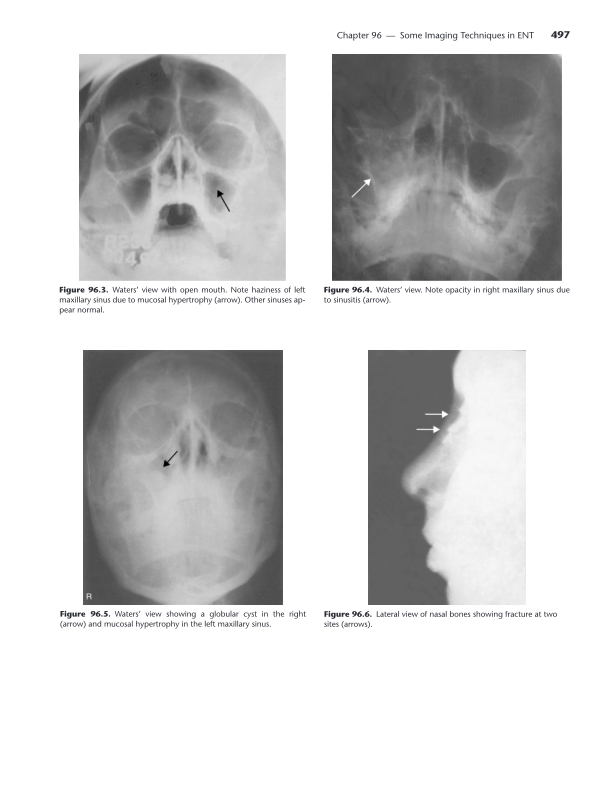 Chapter 96 — Some Imaging Techniques in ENT 497
Figure 96.3. Waters’ view with open mouth. Note haziness of left
maxillary sinus due to mucosal hypertrophy (arrow). Other sinuses ap-
pear normal.
Figure 96.4. Waters’ view. Note opacity in right maxillary sinus due
to sinusitis (arrow).
R
Figure 96.5. Waters’ view showing a globular cyst in the right
(arrow) and mucosal hypertrophy in the left maxillary sinus.
Figure 96.6. Lateral view of nasal bones showing fracture at two
sites (arrows).